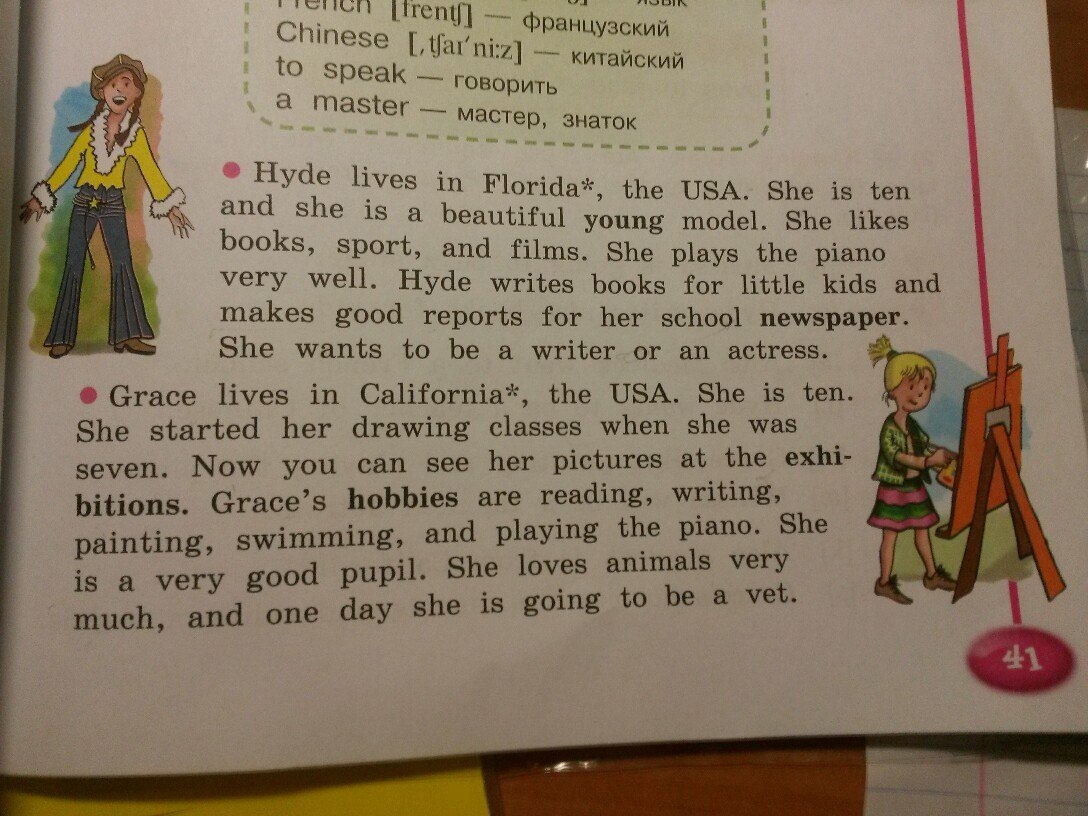 French [frentʃ] — французский
Chinese [ˌtʃaɪˈniːz] — китайский
to speak — говорить
a master — мастер, знаток
• Hyde lives in Florida*, the USA. She is ten
and she is a beautiful young model. She likes
books, sport, and films. She plays the piano
very well. Hyde writes books for little kids and
makes good reports for her school newspaper.
She wants to be a writer or an actress.
• Grace lives in California*, the USA. She is ten.
She started her drawing classes when she was
seven. Now you can see her pictures at the exhi-
bitions. Grace's hobbies are reading, writing,
painting, swimming, and playing the piano. She
is a very good pupil. She loves animals very
much, and one day she is going to be a vet.
41